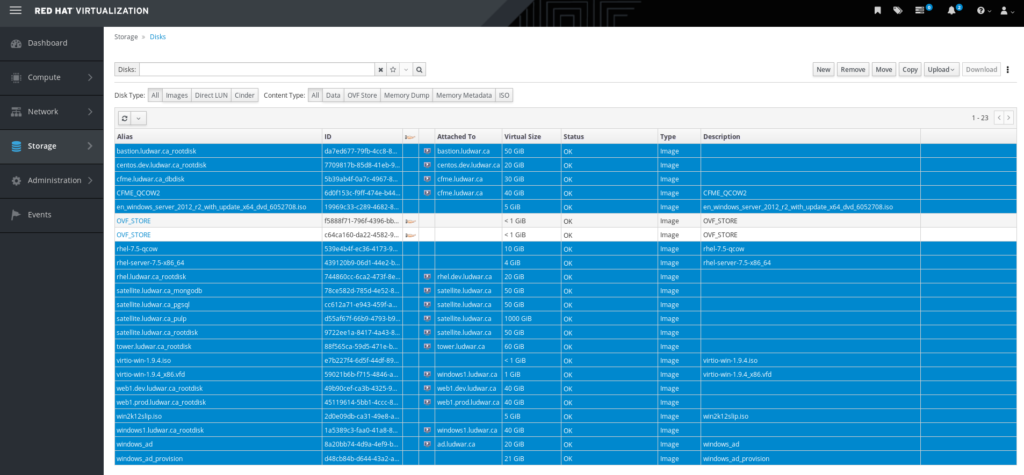 RED HAT VIRTUALIZATION
Dashboard
Compute
Network
Storage
Administration
Events
Storage » Disks
Disks:
New Remove Move Copy Upload Download
Disk Type: All Images Direct LUN Cinder Content Type: All Data OVF Store Memory Dump Memory Metadata ISO
1 - 23
Alias ID Attached To Virtual Size Status Type Description
bastion.ludwar.ca_rootdisk da7ed677-79fb-4cc8-8... bastion.ludwar.ca 50 GiB OK Image
centos.dev.ludwar.ca_rootdisk 7709817b-85d8-41eb-9... centos.dev.ludwar.ca 20 GiB OK Image
cfme.ludwar.ca_dbdisk 5b39ab4f-0a7c-4967-8... cfme.ludwar.ca 30 GiB OK Image
CFME_QCOW2 6d0f153c-f9ff-474e-b44... cfme.ludwar.ca 40 GiB OK Image CFME_QCOW2
en_windows_server_2012_r2_with_update_x64_dvd_6052708.iso 19969c33-c289-4682-8... 5 GiB OK Image en_windows_server_2012_r2_with_update_x64_dvd_6052708.iso
OVF_STORE f5888f71-796f-4396-bb... < 1 GiB OK Image OVF_STORE
OVF_STORE c64ca160-da22-4582-9... < 1 GiB OK Image OVF_STORE
rhel-7.5-qcow 539e4b4f-ec36-4173-9... 10 GiB OK Image rhel-7.5-qcow
rhel-server-7.5-x86_64 439120b9-06d1-44e2-b... 4 GiB OK Image rhel-server-7.5-x86_64
rhel.ludwar.ca_rootdisk 744860cc-6ca2-473f-8e... rhel.dev.ludwar.ca 20 GiB OK Image
satellite.ludwar.ca_mongodb 78ce582d-785d-4e52-8... satellite.ludwar.ca 50 GiB OK Image
satellite.ludwar.ca_pgsql cc612a71-e943-459f-a... satellite.ludwar.ca 50 GiB OK Image
satellite.ludwar.ca_pulp d55af67f-66b9-4793-b9... satellite.ludwar.ca 1000 GiB OK Image
satellite.ludwar.ca_rootdisk 9722ee1a-8417-4a43-8... satellite.ludwar.ca 50 GiB OK Image
tower.ludwar.ca_rootdisk 88f565ca-59d5-471e-b... tower.ludwar.ca 60 GiB OK Image
virtio-win-1.9.4.iso e7b227f4-6d5f-44df-89... < 1 GiB OK Image virtio-win-1.9.4.iso
virtio-win-1.9.4_x86.vfd 59021b6b-f715-4846-a... windows1.ludwar.ca 1 GiB OK Image virtio-win-1.9.4_x86.vfd
web1.dev.ludwar.ca_rootdisk 49b90cef-ca3b-4325-9... web1.dev.ludwar.ca 40 GiB OK Image
web1.prod.ludwar.ca_rootdisk 45119614-5bb1-4ccc-8... web1.prod.ludwar.ca 40 GiB OK Image
win2k12slip.iso 2d0e09db-ca31-49e8-a... 5 GiB OK Image win2k12slip.iso
windows1.ludwar.ca_rootdisk 1a5389c3-faa0-41a8-8... windows1.ludwar.ca 40 GiB OK Image
windows_ad 8a20bb74-4d9a-4ef9-b... ad.ludwar.ca 20 GiB OK Image windows_ad
windows_ad_provision d48cb84b-d644-43a2-a... 21 GiB OK Image windows_ad_provision